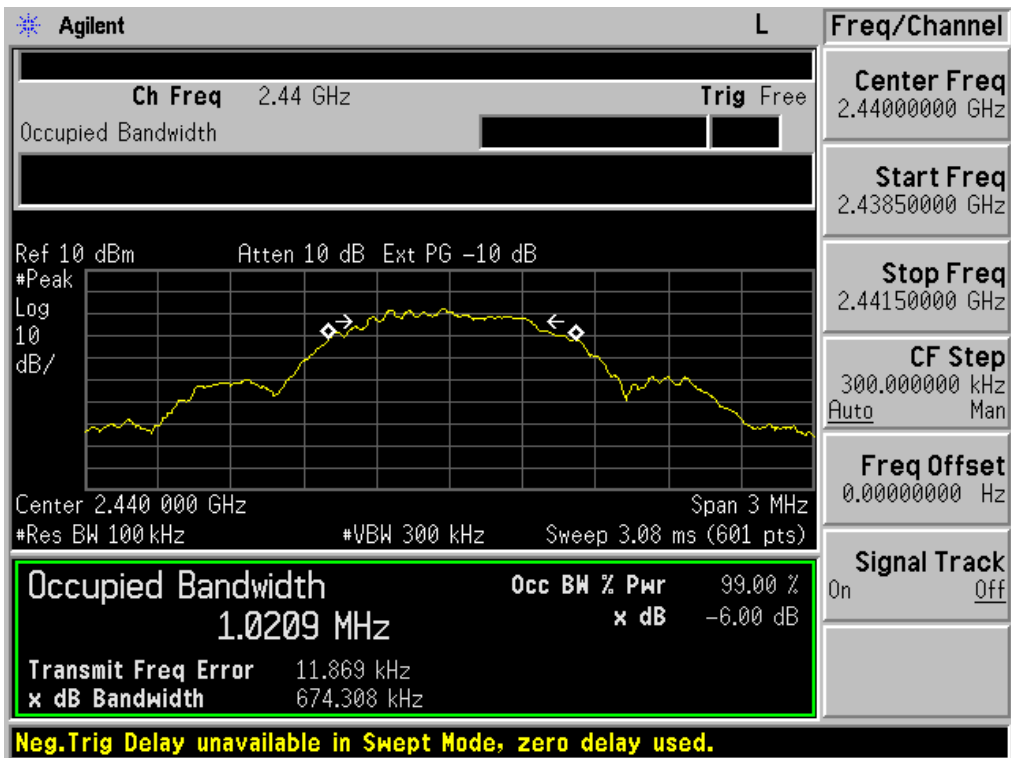 Agilent
L
Freq/Channel
Ch Freq 2.44 GHz Trig Free
Occupied Bandwidth
Center Freq
2.44000000 GHz
Start Freq
2.43850000 GHz
Stop Freq
2.44150000 GHz
CF Step
300.000000 kHz
Auto Man
Freq Offset
0.00000000 Hz
Signal Track
On Off
Ref 10 dBm Atten 10 dB Ext PG -10 dB
#Peak
Log
10
dB/
Center 2.440 000 GHz Span 3 MHz
#Res BW 100 kHz #VBW 300 kHz Sweep 3.08 ms (601 pts)
Occupied Bandwidth
1.0209 MHz
Occ BW % Pwr 99.00 %
x dB -6.00 dB
Transmit Freq Error 11.869 kHz
x dB Bandwidth 674.308 kHz
Neg.Trig Delay unavailable in Swept Mode, zero delay used.